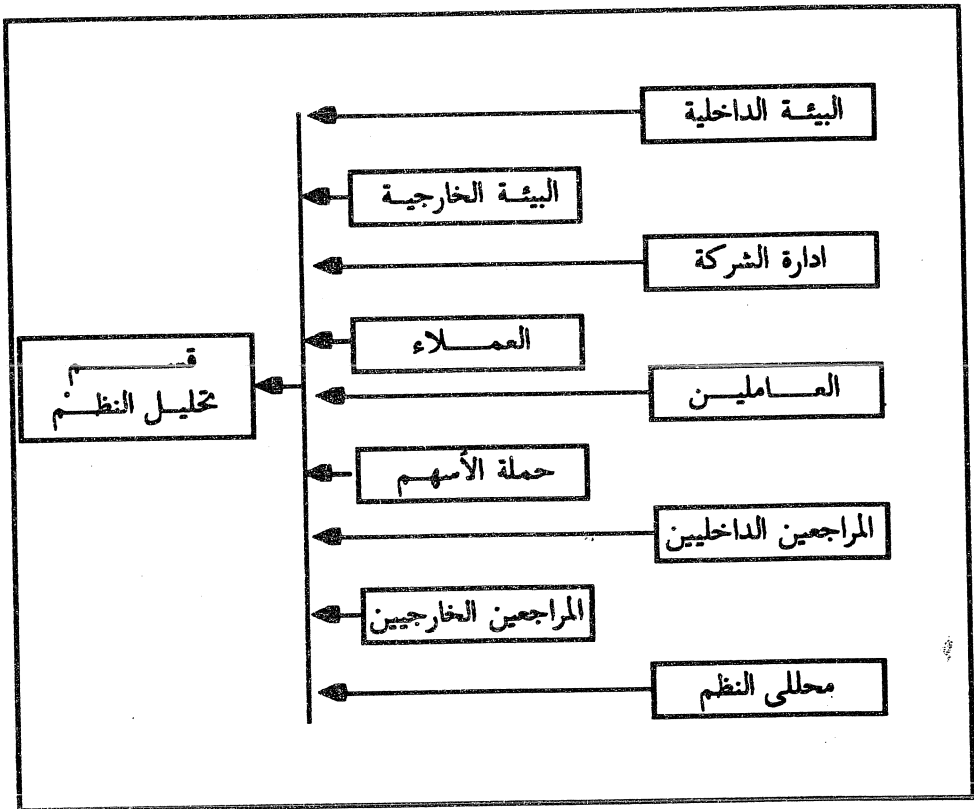 البيئة الداخلية
البيئة الخارجية
ادارة الشركة
العملاء
العاملين
حملة الأسهم
المراجعين الداخليين
المراجعين الخارجيين
محللى النظم
قسم
تحليل النظم